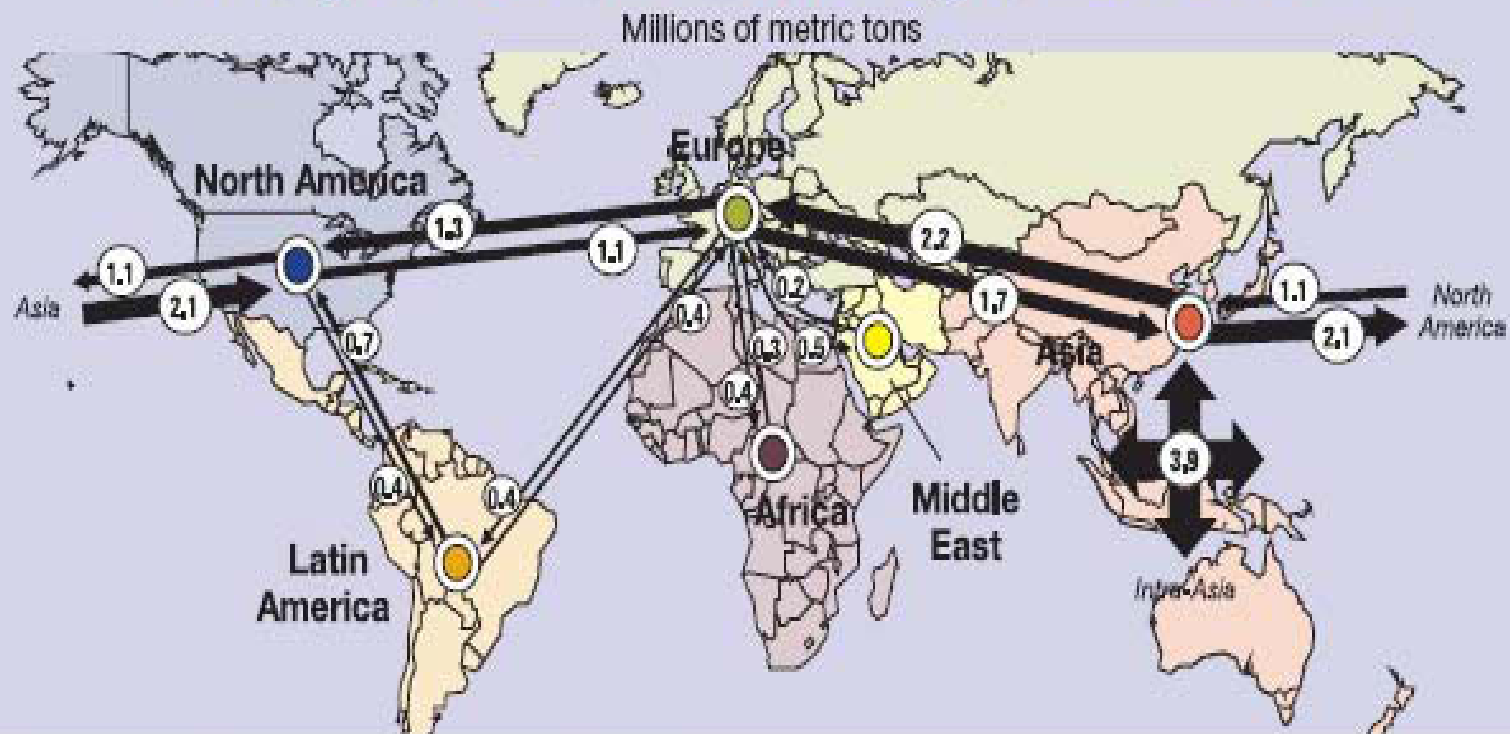 Millions of metric tons
Europe
North America
1.3
2.2
1.1
1.1
0.2
1.1
Asia
2.1
1.7
North
America
2.1
0.4
0.7
0.3
0.5
Asia
0.4
3.9
0.4
0.4
Africa
Middle
East
Latin
America
Intra-Asia